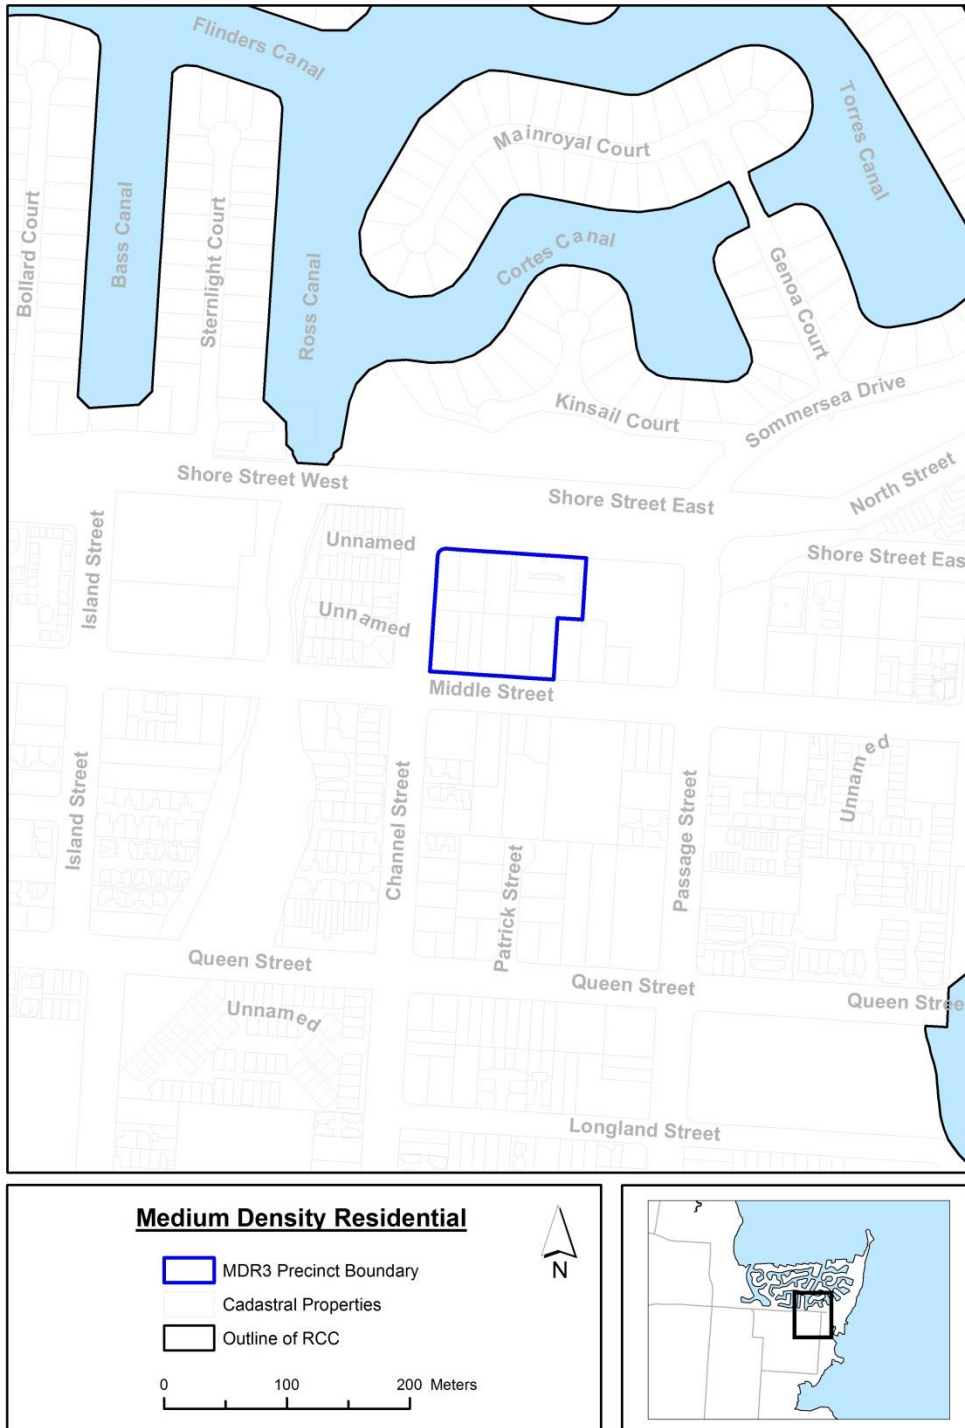 Flinders Canal
Torres Canal
Mainroyal Court
Bollard Court
Bass Canal
Sternlight Court
Ross Canal
Cortes Canal
Genoa Court
Kinsail Court
Sommersea Drive
Shore Street West
Shore Street East
North Street
Island Street
Unnamed
Shore Street Eas
Unnamed
Middle Street
Island Street
Channel Street
Patrick Street
Passage Street
Unnamed
Queen Street
Queen Street
Queen Stree
Unnamed
Longland Street
Medium Density Residential
MDR3 Precinct Boundary
Cadastral Properties
Outline of RCC
N
0 100 200 Meters